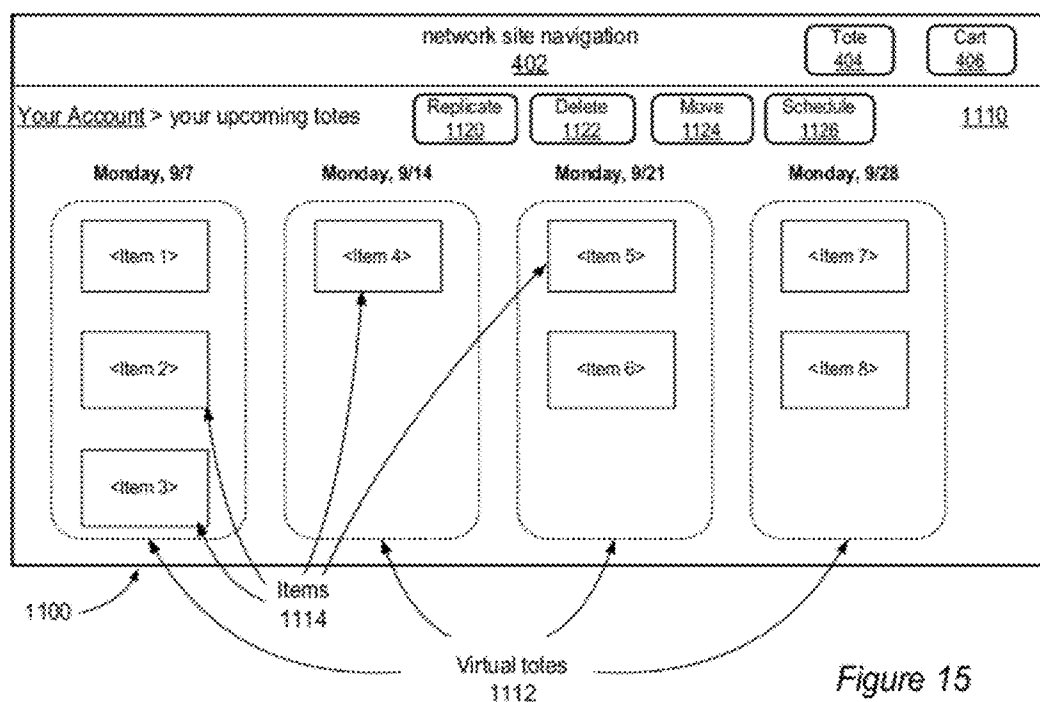 network site navigation
402
Tote
404
Cart
406
Your Account > your upcoming totes
Replicate
1120
Delete
1122
Move
1124
Schedule
1126
1110
Monday, 9/7
Monday, 9/14
Monday, 9/21
Monday, 9/28
<Item 1>
<Item 4>
<Item 5>
<Item 7>
<Item 2>
<Item 6>
<Item 8>
<Item 3>
1100
Items
1114
Virtual totes
1112
Figure 15